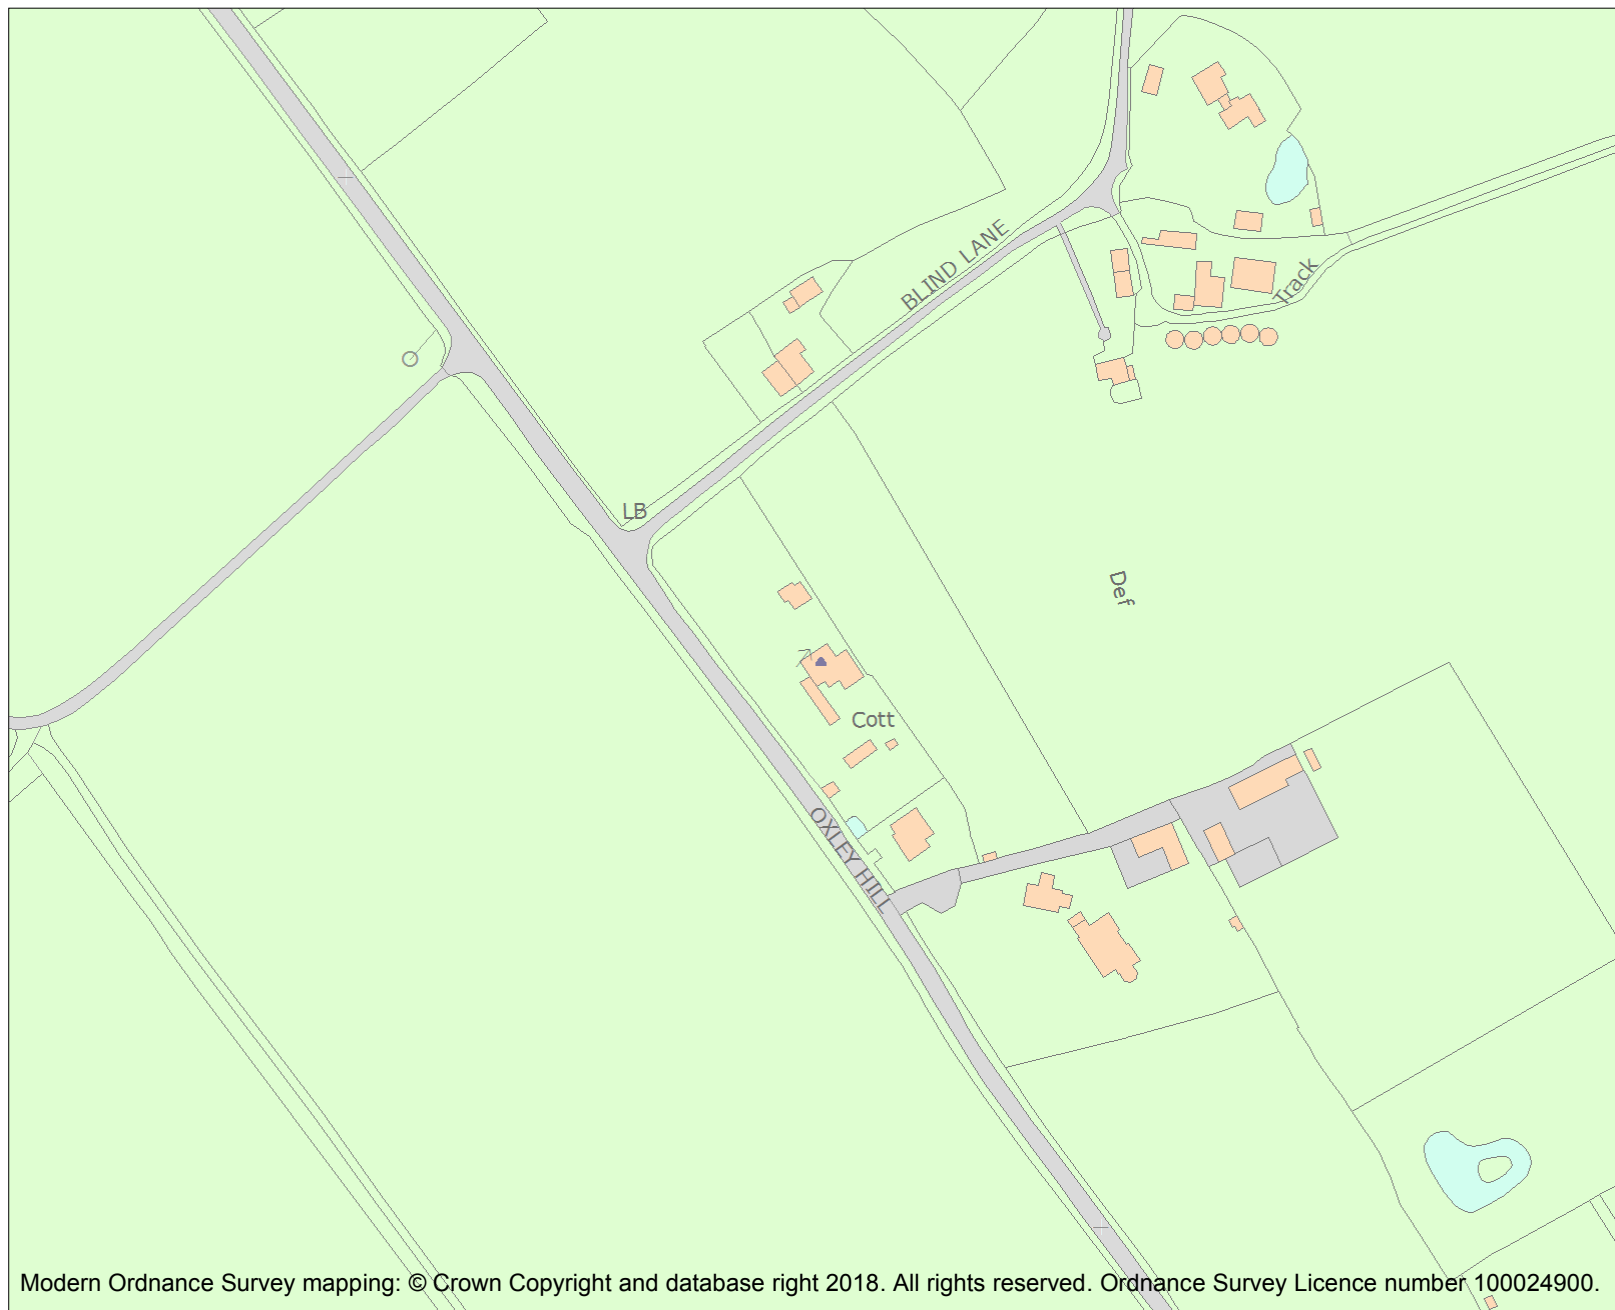 BLIND LANE
Track
LB
Def
Cott
OXLEY HILL
Modern Ordnance Survey mapping: © Crown Copyright and database right 2018. All rights reserved. Ordnance Survey Licence number 100024900.